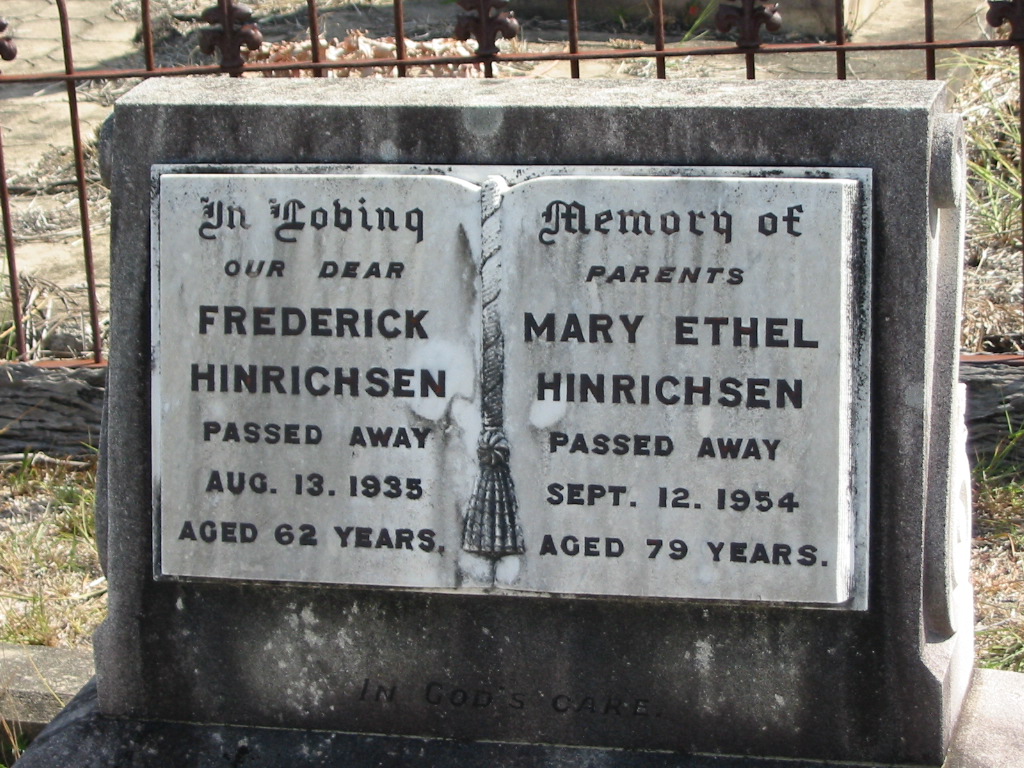 In Loving
OUR DEAR
FREDERICK
HINRICHSEN
PASSED AWAY
AUG. 13. 1935
AGED 62 YEARS.
Memory of
PARENTS
MARY ETHEL
HINRICHSEN
PASSED AWAY
SEPT. 12. 1954
AGED 79 YEARS.
IN GOD'S CARE.